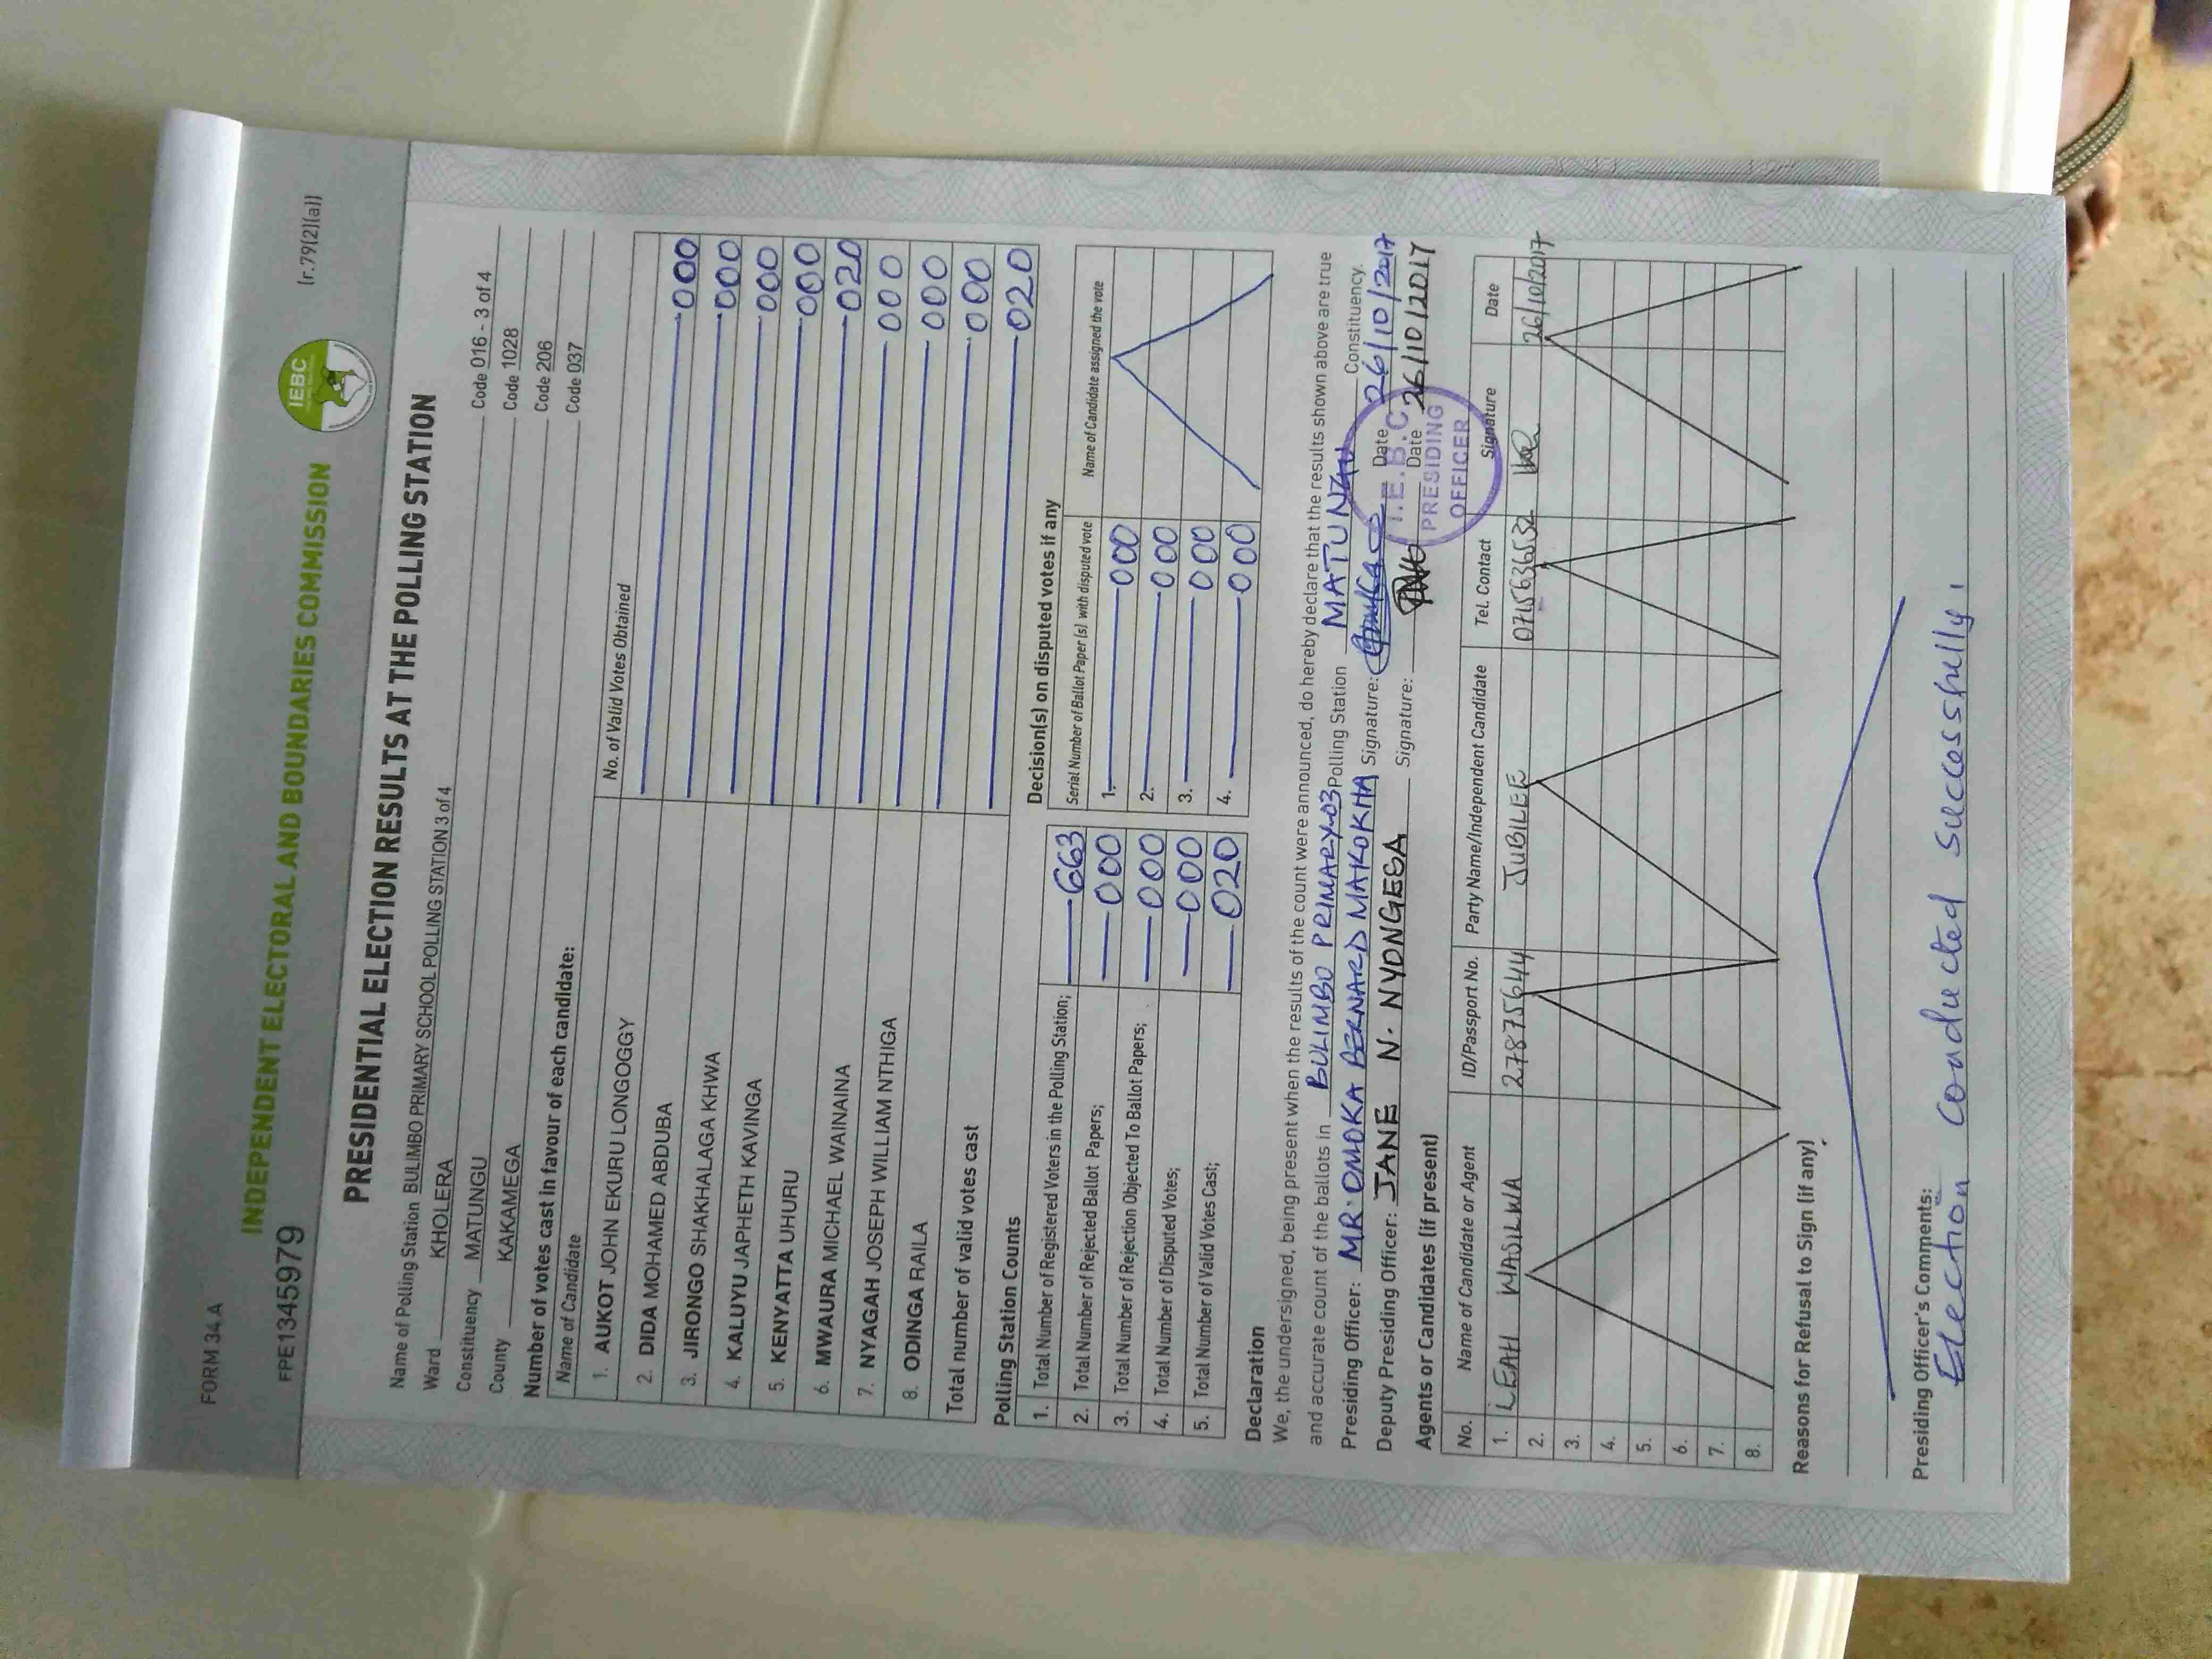 FORM 34 A
[r.79(2)(a)]
INDEPENDENT ELECTORAL AND BOUNDARIES COMMISSION
IEBC
FPE1345979
PRESIDENTIAL ELECTION RESULTS AT THE POLLING STATION
Name of Polling Station BULIMBO PRIMARY SCHOOL POLLING STATION 3 of 4 Code 016 - 3 of 4
Ward KHOLERA Code 1028
Constituency MATUNGU Code 206
County KAKAMEGA Code 037
Number of votes cast in favour of each candidate:
Name of Candidate No. of Valid Votes Obtained
1. AUKOT JOHN EKURU LONGOGGY 000
2. DIDA MOHAMED ABDUBA 000
3. JIRONGO SHAKHALAGA KHWA 000
4. KALUYU JAPHETH KAVINGA 000
5. KENYATTA UHURU 020
6. MWAURA MICHAEL WAINAINA 000
7. NYAGAH JOSEPH WILLIAM NTHIGA 000
8. ODINGA RAILA 000
Total number of valid votes cast 020
Polling Station Counts
1. Total Number of Registered Voters in the Polling Station; 663
2. Total Number of Rejected Ballot Papers; 000
3. Total Number of Rejection Objected To Ballot Papers; 000
4. Total Number of Disputed Votes; 000
5. Total Number of Valid Votes Cast; 020
Decision(s) on disputed votes if any
Serial Number of Ballot Paper (s) with disputed vote Name of Candidate assigned the vote
1. 000
2. 000
3. 000
4. 000
Declaration
We, the undersigned, being present when the results of the count were announced, do hereby declare that the results shown above are true
and accurate count of the ballots in BULIMBO PRIMARY-03 Polling Station MATUNGU Constituency.
Presiding Officer: MR. OMOKA BERNARD MAKOKHA Signature: Date 26/10/2017
Deputy Presiding Officer: JANE N. NYONGESA Signature: Date 26/10/2017
I.E.B.C
PRESIDING
OFFICER
Agents or Candidates (if present)
No. Name of Candidate or Agent ID/Passport No. Party Name/Independent Candidate Tel. Contact Signature Date
1. LEAH WASILWA 27875644 JUBILEE 26/10/2017
2.
3.
4.
5.
6.
7.
8.
Reasons for Refusal to Sign (if any)
Presiding Officer's Comments:
Election conducted successfully.